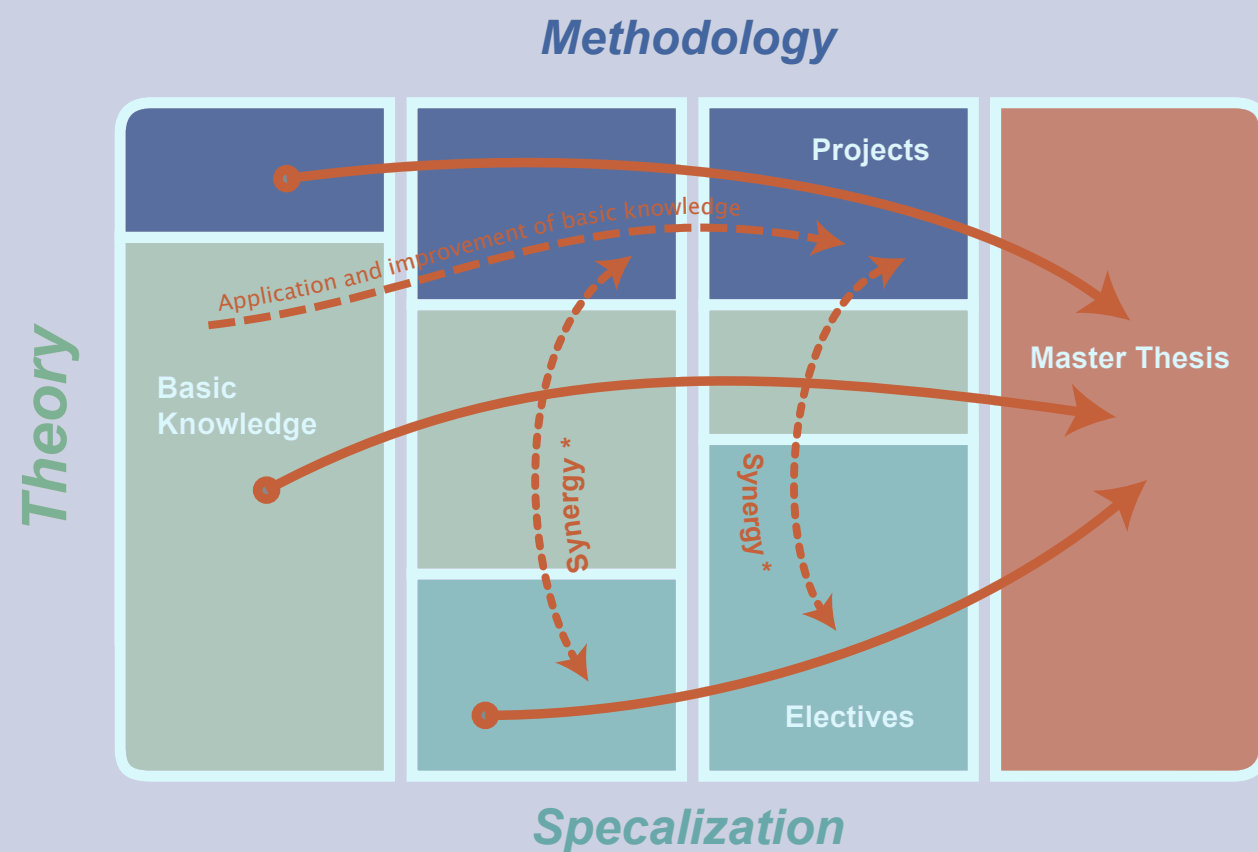 Methodology
Projects
Application and improvement of basic knowledge
Theory
Basic
Knowledge
Master Thesis
Synergy *
Synergy *
Electives
Specalization